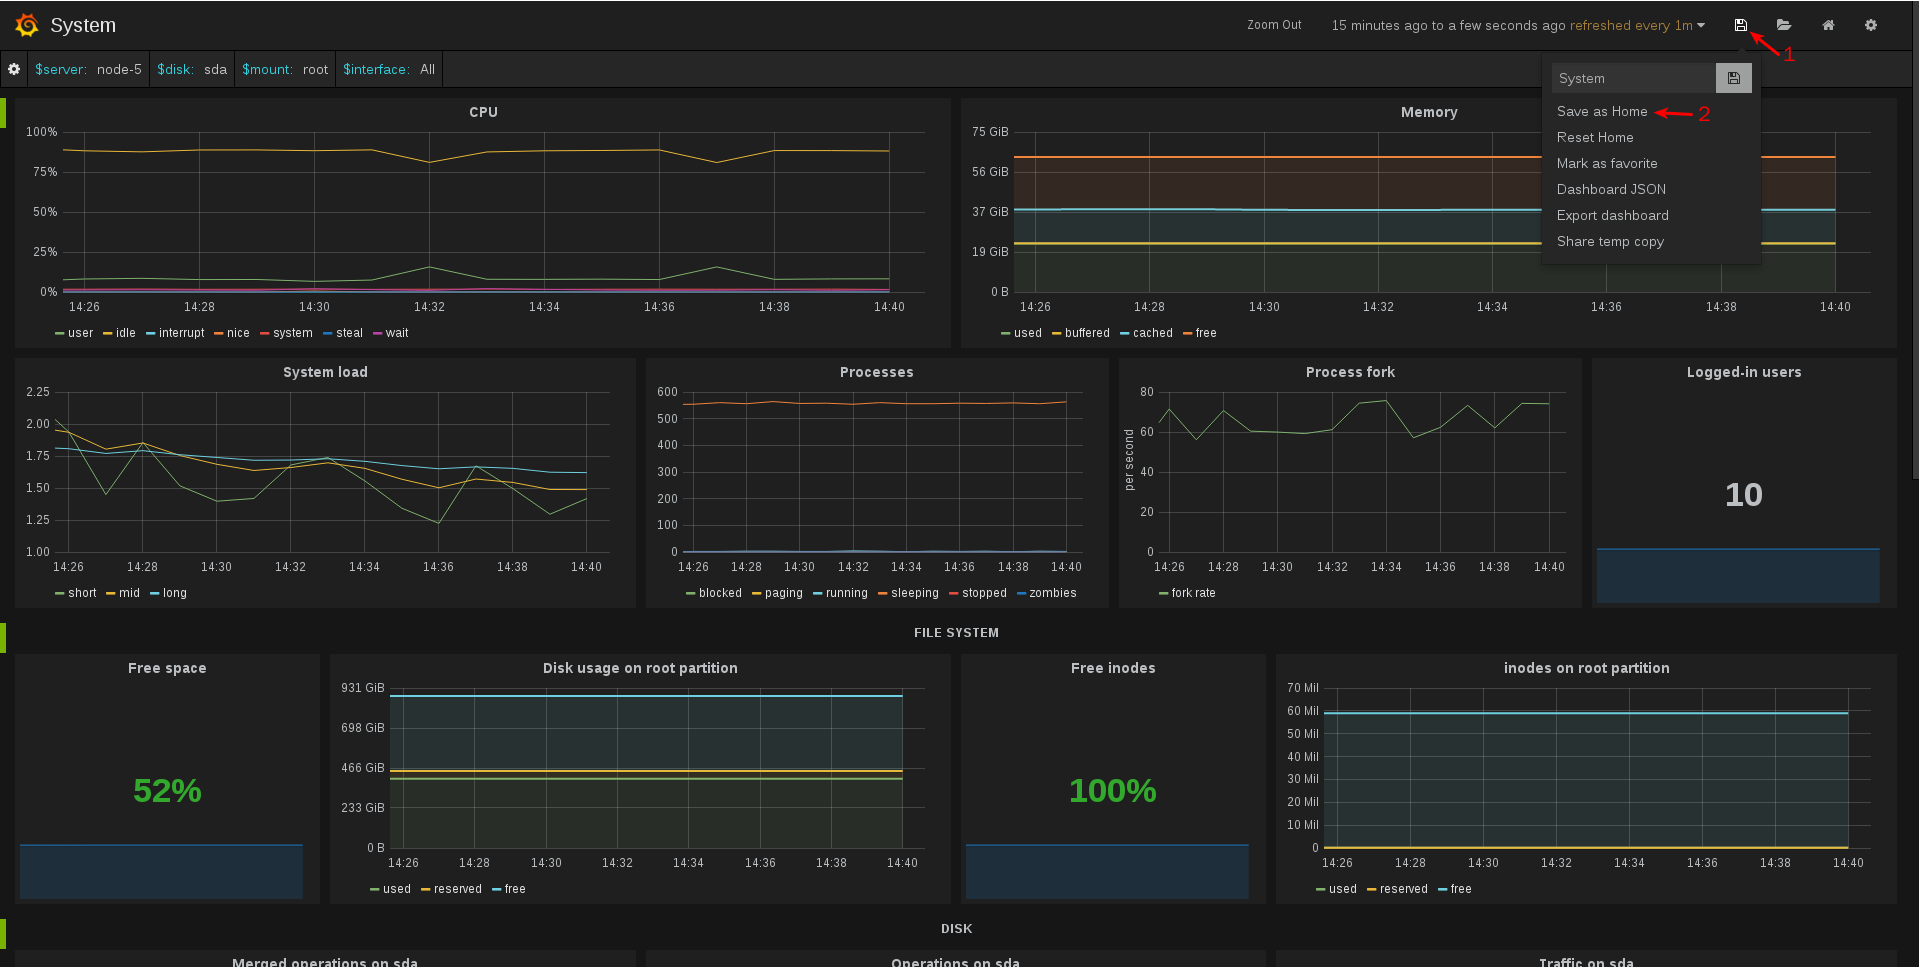 System
Zoom Out 15 minutes ago to a few seconds ago refreshed every 1m
1
$server: node-5 $disk: sda $mount: root $interface: All
System
Save as Home 2
Reset Home
Mark as favorite
Dashboard JSON
Export dashboard
Share temp copy
CPU
100%
75%
50%
25%
0%
14:26 14:28 14:30 14:32 14:34 14:36 14:38 14:40
user idle interrupt nice system steal wait
Memory
75 GiB
56 GiB
37 GiB
19 GiB
0 B
14:26 14:28 14:30 14:32 14:34 14:36 14:38 14:40
used buffered cached free
System load
2.25
2.00
1.75
1.50
1.25
1.00
14:26 14:28 14:30 14:32 14:34 14:36 14:38 14:40
short mid long
Processes
600
500
400
300
200
100
0
14:26 14:28 14:30 14:32 14:34 14:36 14:38 14:40
blocked paging running sleeping stopped zombies
Process fork
per second
80
60
40
20
0
14:26 14:28 14:30 14:32 14:34 14:36 14:38 14:40
fork rate
Logged-in users
10
FILE SYSTEM
Free space
52%
Disk usage on root partition
931 GiB
698 GiB
466 GiB
233 GiB
0 B
14:26 14:28 14:30 14:32 14:34 14:36 14:38 14:40
used reserved free
Free inodes
100%
inodes on root partition
70 Mil
60 Mil
50 Mil
40 Mil
30 Mil
20 Mil
10 Mil
0
14:26 14:28 14:30 14:32 14:34 14:36 14:38 14:40
used reserved free
DISK
Merged operations on sda
Operations on sda
Traffic on sda